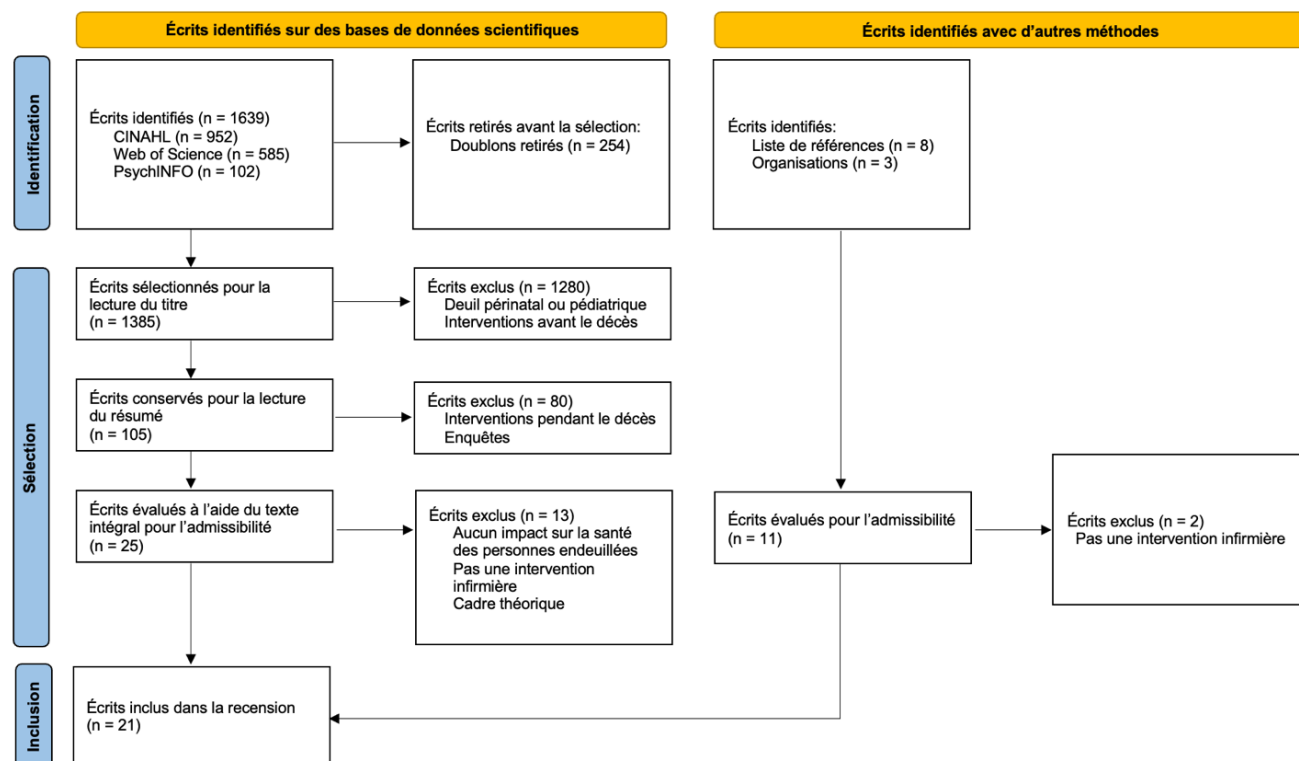 Écrits identifiés sur des bases de données scientifiques
Écrits identifiés avec d'autres méthodes
Identification
Écrits identifiés (n = 1639)
CINAHL (n = 952)
Web of Science (n = 585)
PsychINFO (n = 102)
Écrits retirés avant la sélection:
Doublons retirés (n = 254)
Écrits identifiés:
Liste de références (n = 8)
Organisations (n = 3)
Sélection
Écrits sélectionnés pour la
lecture du titre
(n = 1385)
Écrits exclus (n = 1280)
Deuil périnatal ou pédiatrique
Interventions avant le décès
Écrits conservés pour la lecture
du résumé
(n = 105)
Écrits exclus (n = 80)
Interventions pendant le décès
Enquêtes
Écrits évalués à l'aide du texte
intégral pour l'admissibilité
(n = 25)
Écrits exclus (n = 13)
Aucun impact sur la santé
des personnes endeuillées
Pas une intervention
infirmière
Cadre théorique
Écrits évalués pour l'admissibilité
(n = 11)
Écrits exclus (n = 2)
Pas une intervention infirmière
Inclusion
Écrits inclus dans la recension
(n = 21)